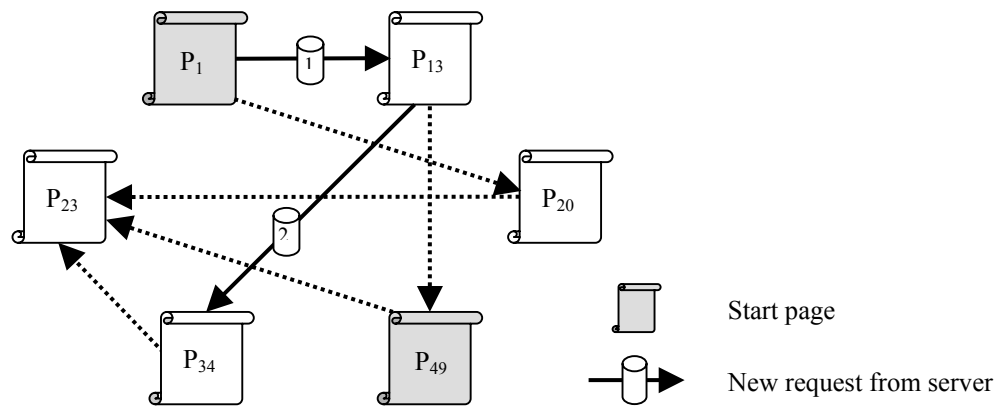 P₁
1
P₁₃
P₂₃
P₂₀
2
P₃₄
P₄₉
Start page
New request from server